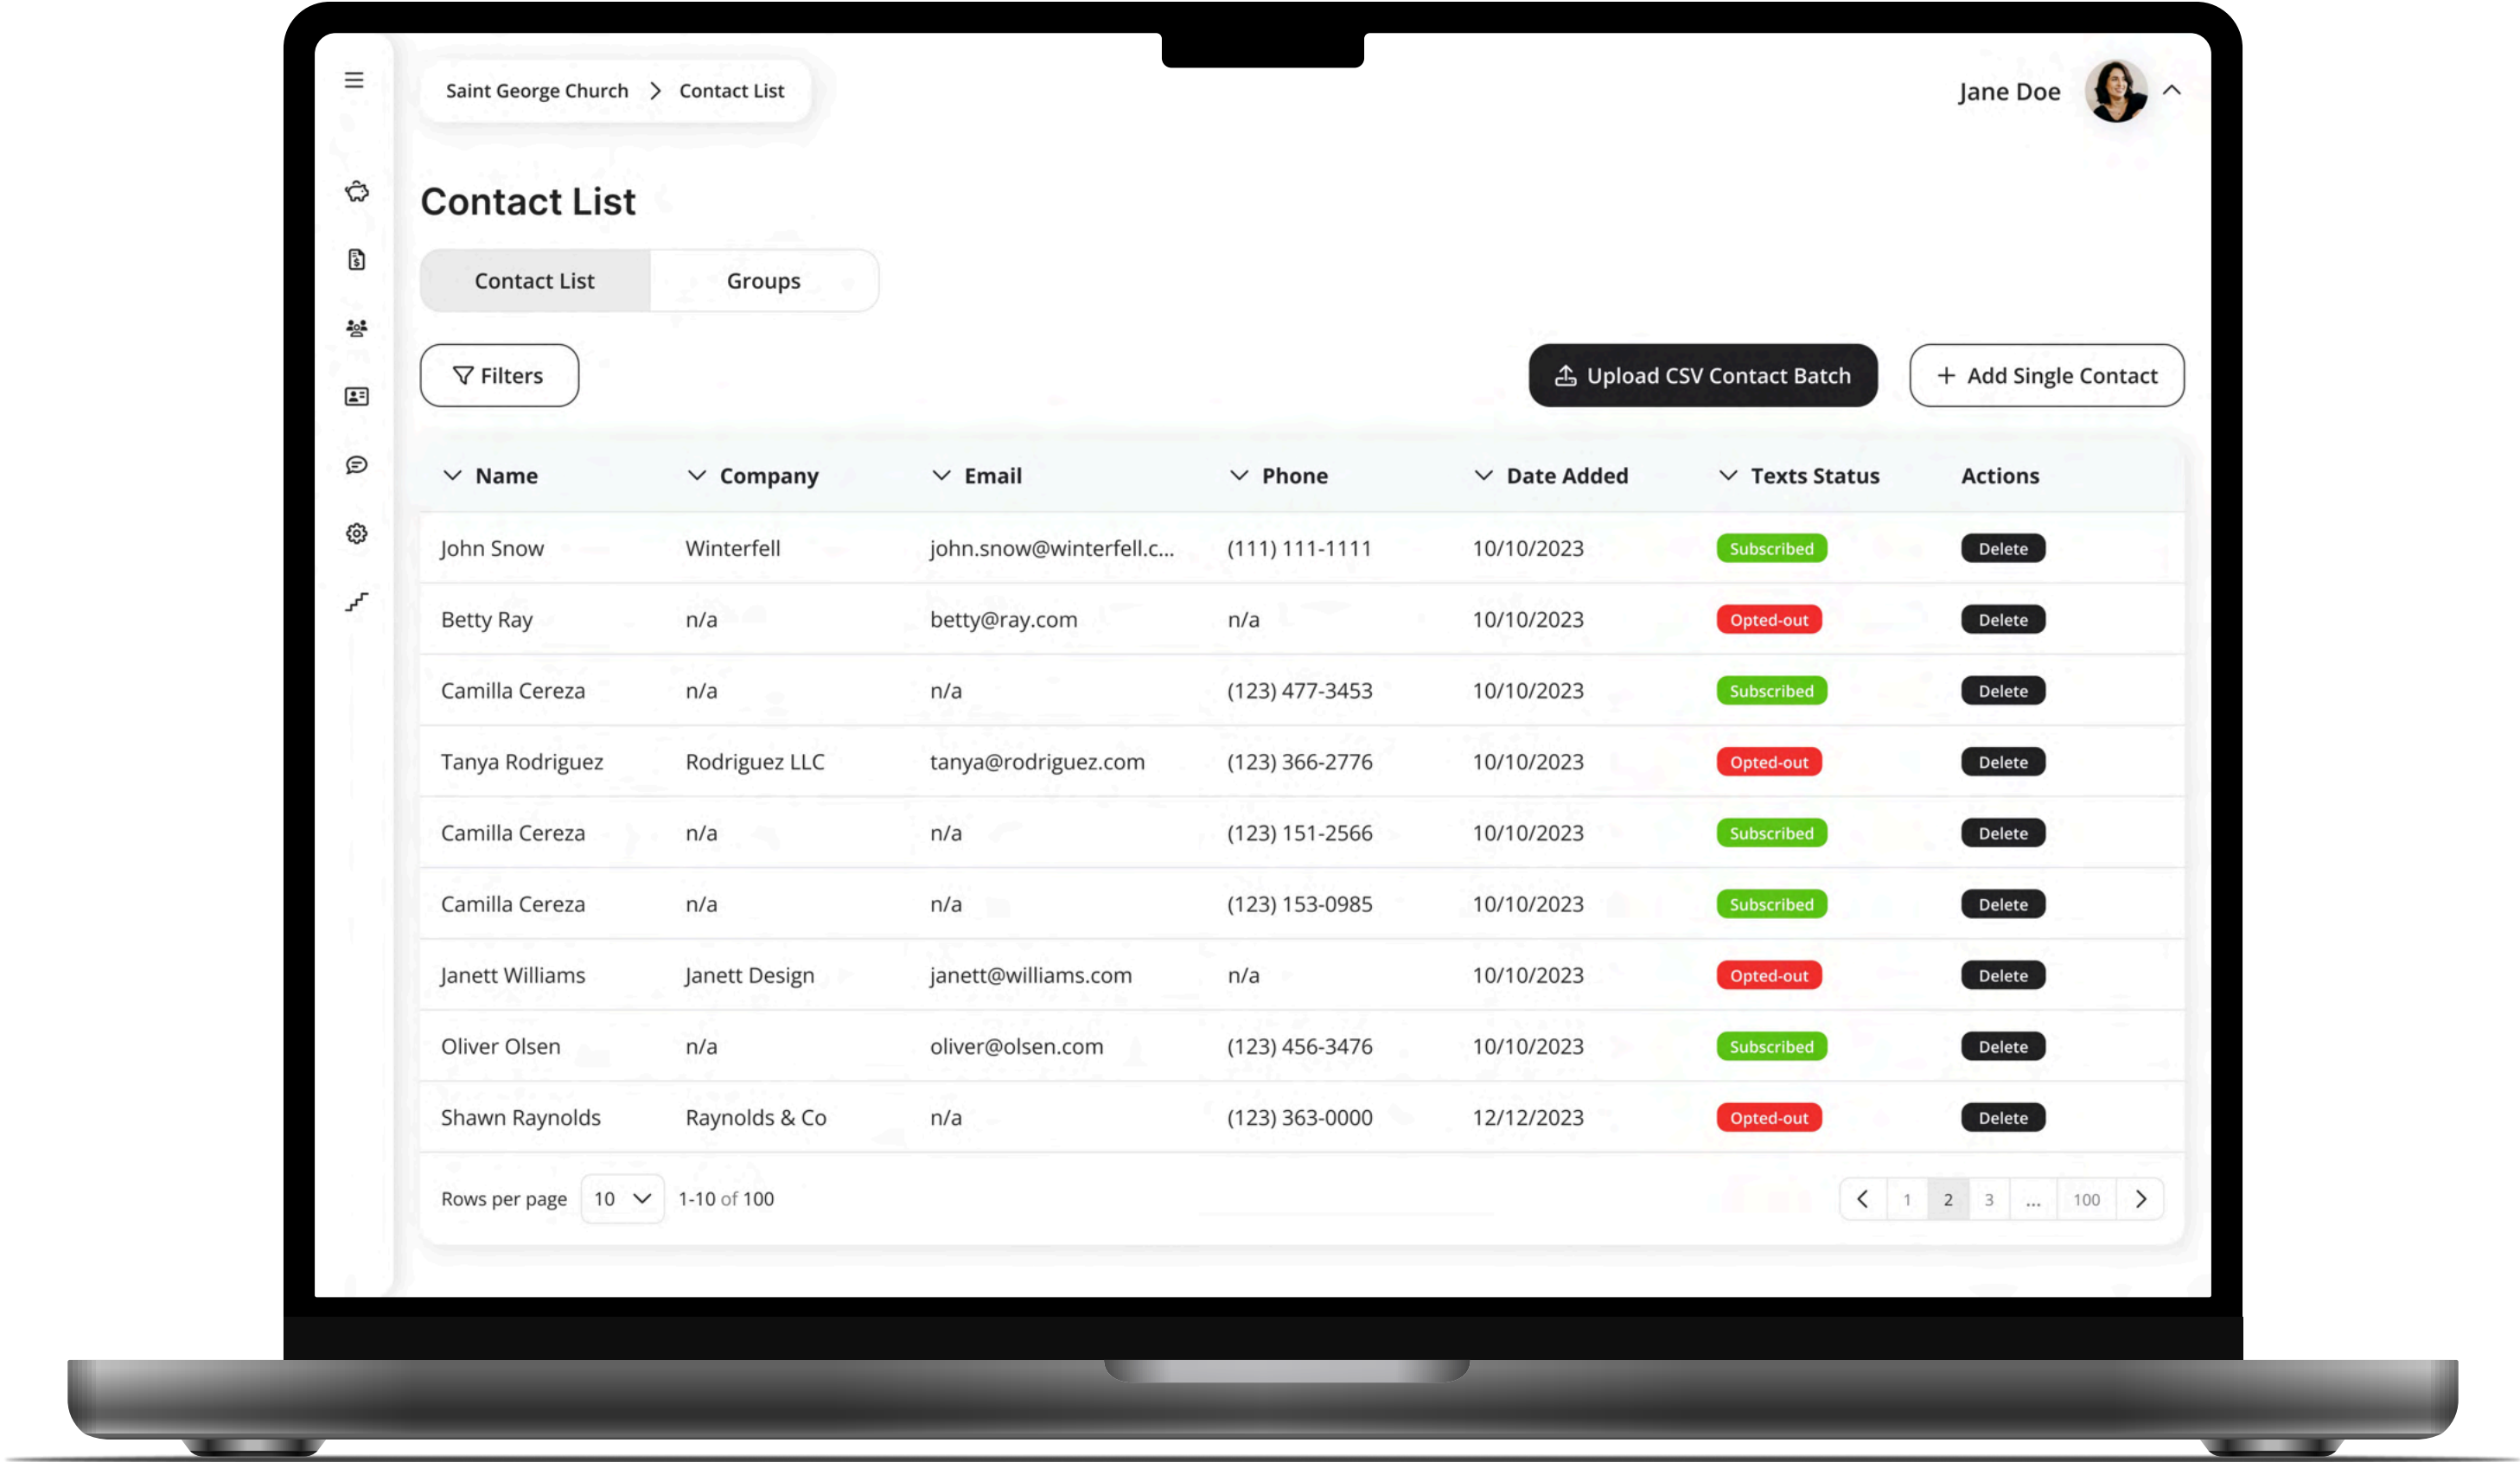 Saint George Church > Contact List
Jane Doe
Contact List
Contact List Groups
Filters Upload CSV Contact Batch + Add Single Contact
Name Company Email Phone Date Added Texts Status Actions
John Snow Winterfell john.snow@winterfell.c... (111) 111-1111 10/10/2023 Subscribed Delete
Betty Ray n/a betty@ray.com n/a 10/10/2023 Opted-out Delete
Camilla Cereza n/a n/a (123) 477-3453 10/10/2023 Subscribed Delete
Tanya Rodriguez Rodriguez LLC tanya@rodriguez.com (123) 366-2776 10/10/2023 Opted-out Delete
Camilla Cereza n/a n/a (123) 151-2566 10/10/2023 Subscribed Delete
Camilla Cereza n/a n/a (123) 153-0985 10/10/2023 Subscribed Delete
Janett Williams Janett Design janett@williams.com n/a 10/10/2023 Opted-out Delete
Oliver Olsen n/a oliver@olsen.com (123) 456-3476 10/10/2023 Subscribed Delete
Shawn Raynolds Raynolds & Co n/a (123) 363-0000 12/12/2023 Opted-out Delete
Rows per page 10 1-10 of 100 < 1 2 3 ... 100 >